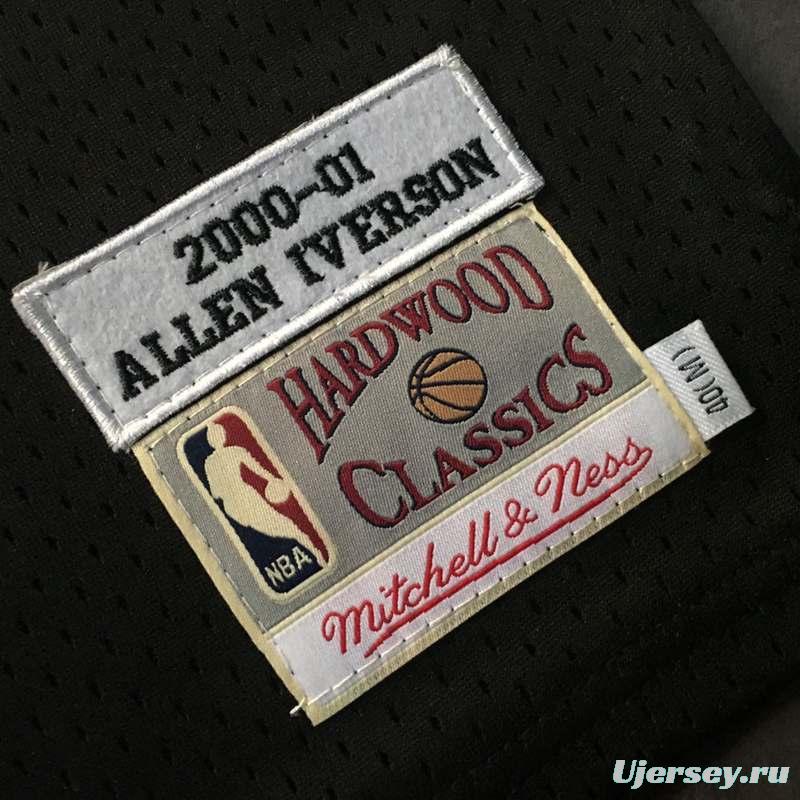 2000-01
ALLEN IVERSON
HARDWOOD
CLASSICS
NBA
Mitchell & Ness
40(M)
Ujersey.ru